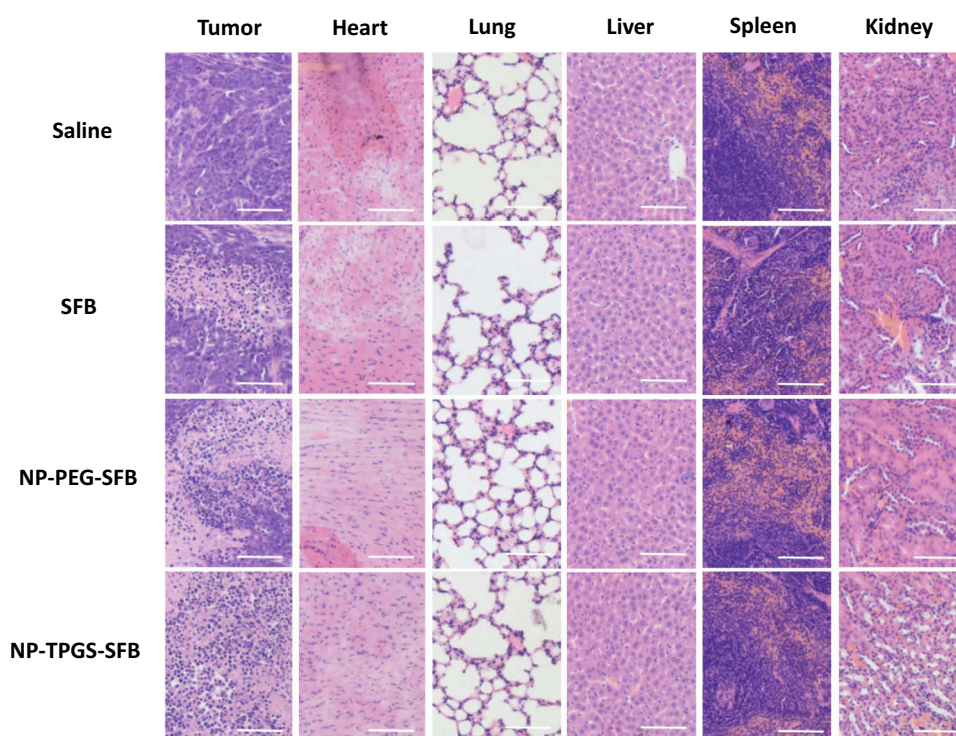 Tumor Heart Lung Liver Spleen Kidney
Saline
SFB
NP-PEG-SFB
NP-TPGS-SFB